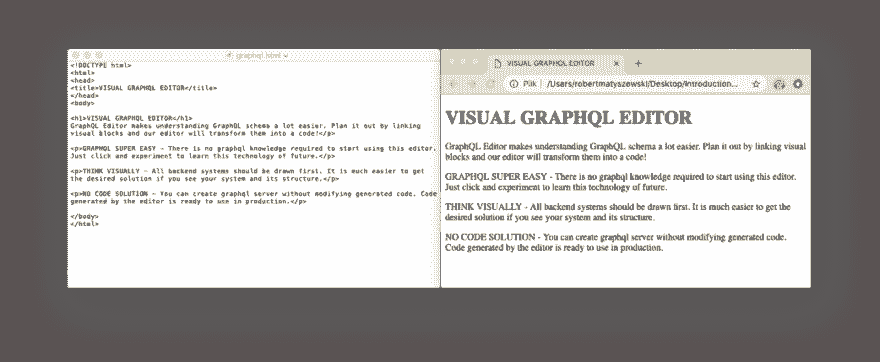 graphql.html
<!DOCTYPE html>
<html>
<head>
<title>VISUAL GRAPHQL EDITOR</title>
</head>
<body>
<h1>VISUAL GRAPHQL EDITOR</h1>
GraphQL Editor makes understanding GraphQL schema a lot easier. Plan it out by linking
visual blocks and our editor will transform them into a code!</p>
<p>GRAPHQL SUPER EASY - There is no graphql knowledge required to start using this editor.
Just click and experiment to learn this technology of future.</p>
<p>THINK VISUALLY - All backend systems should be drawn first. It is much easier to get
the desired solution if you see your system and its structure.</p>
<p>NO CODE SOLUTION - You can create graphql server without modifying generated code. Code
generated by the editor is ready to use in production.</p>
</body>
</html>
VISUAL GRAPHQL EDITOR
Plik | /Users/robertmatyszewski/Desktop/Introduction...
VISUAL GRAPHQL EDITOR
GraphQL Editor makes understanding GraphQL schema a lot easier. Plan it out by linking visual
blocks and our editor will transform them into a code!
GRAPHQL SUPER EASY - There is no graphql knowledge required to start using this editor.
Just click and experiment to learn this technology of future.
THINK VISUALLY - All backend systems should be drawn first. It is much easier to get the
desired solution if you see your system and its structure.
NO CODE SOLUTION - You can create graphql server without modifying generated code.
Code generated by the editor is ready to use in production.